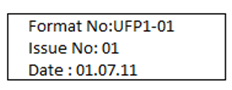 Format No:UFP1-01
Issue No: 01
Date : 01.07.11